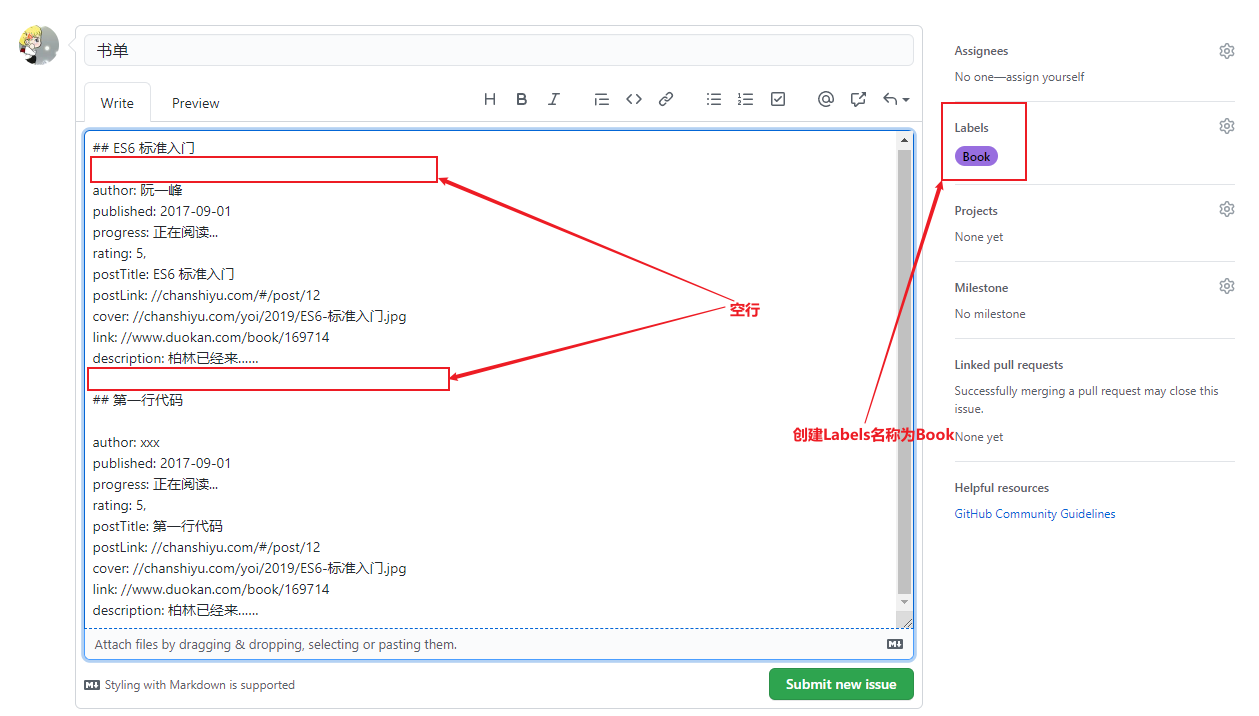 书单
Write
Preview
## ES6 标准入门
author: 阮一峰
published: 2017-09-01
progress: 正在阅读...
rating: 5,
postTitle: ES6 标准入门
postLink: //chanshiyu.com/#/post/12
cover: //chanshiyu.com/yoi/2019/ES6-标准入门.jpg
link: //www.duokan.com/book/169714
description: 柏林已经来......
## 第一行代码
author: xxx
published: 2017-09-01
progress: 正在阅读...
rating: 5,
postTitle: 第一行代码
postLink: //chanshiyu.com/#/post/12
cover: //chanshiyu.com/yoi/2019/ES6-标准入门.jpg
link: //www.duokan.com/book/169714
description: 柏林已经来......
空行
创建Labels名称为Book
Attach files by dragging & dropping, selecting or pasting them.
Styling with Markdown is supported
Submit new issue
Assignees
No one—assign yourself
Labels
Book
Projects
None yet
Milestone
No milestone
Linked pull requests
Successfully merging a pull request may close this
issue.
None yet
Helpful resources
GitHub Community Guidelines